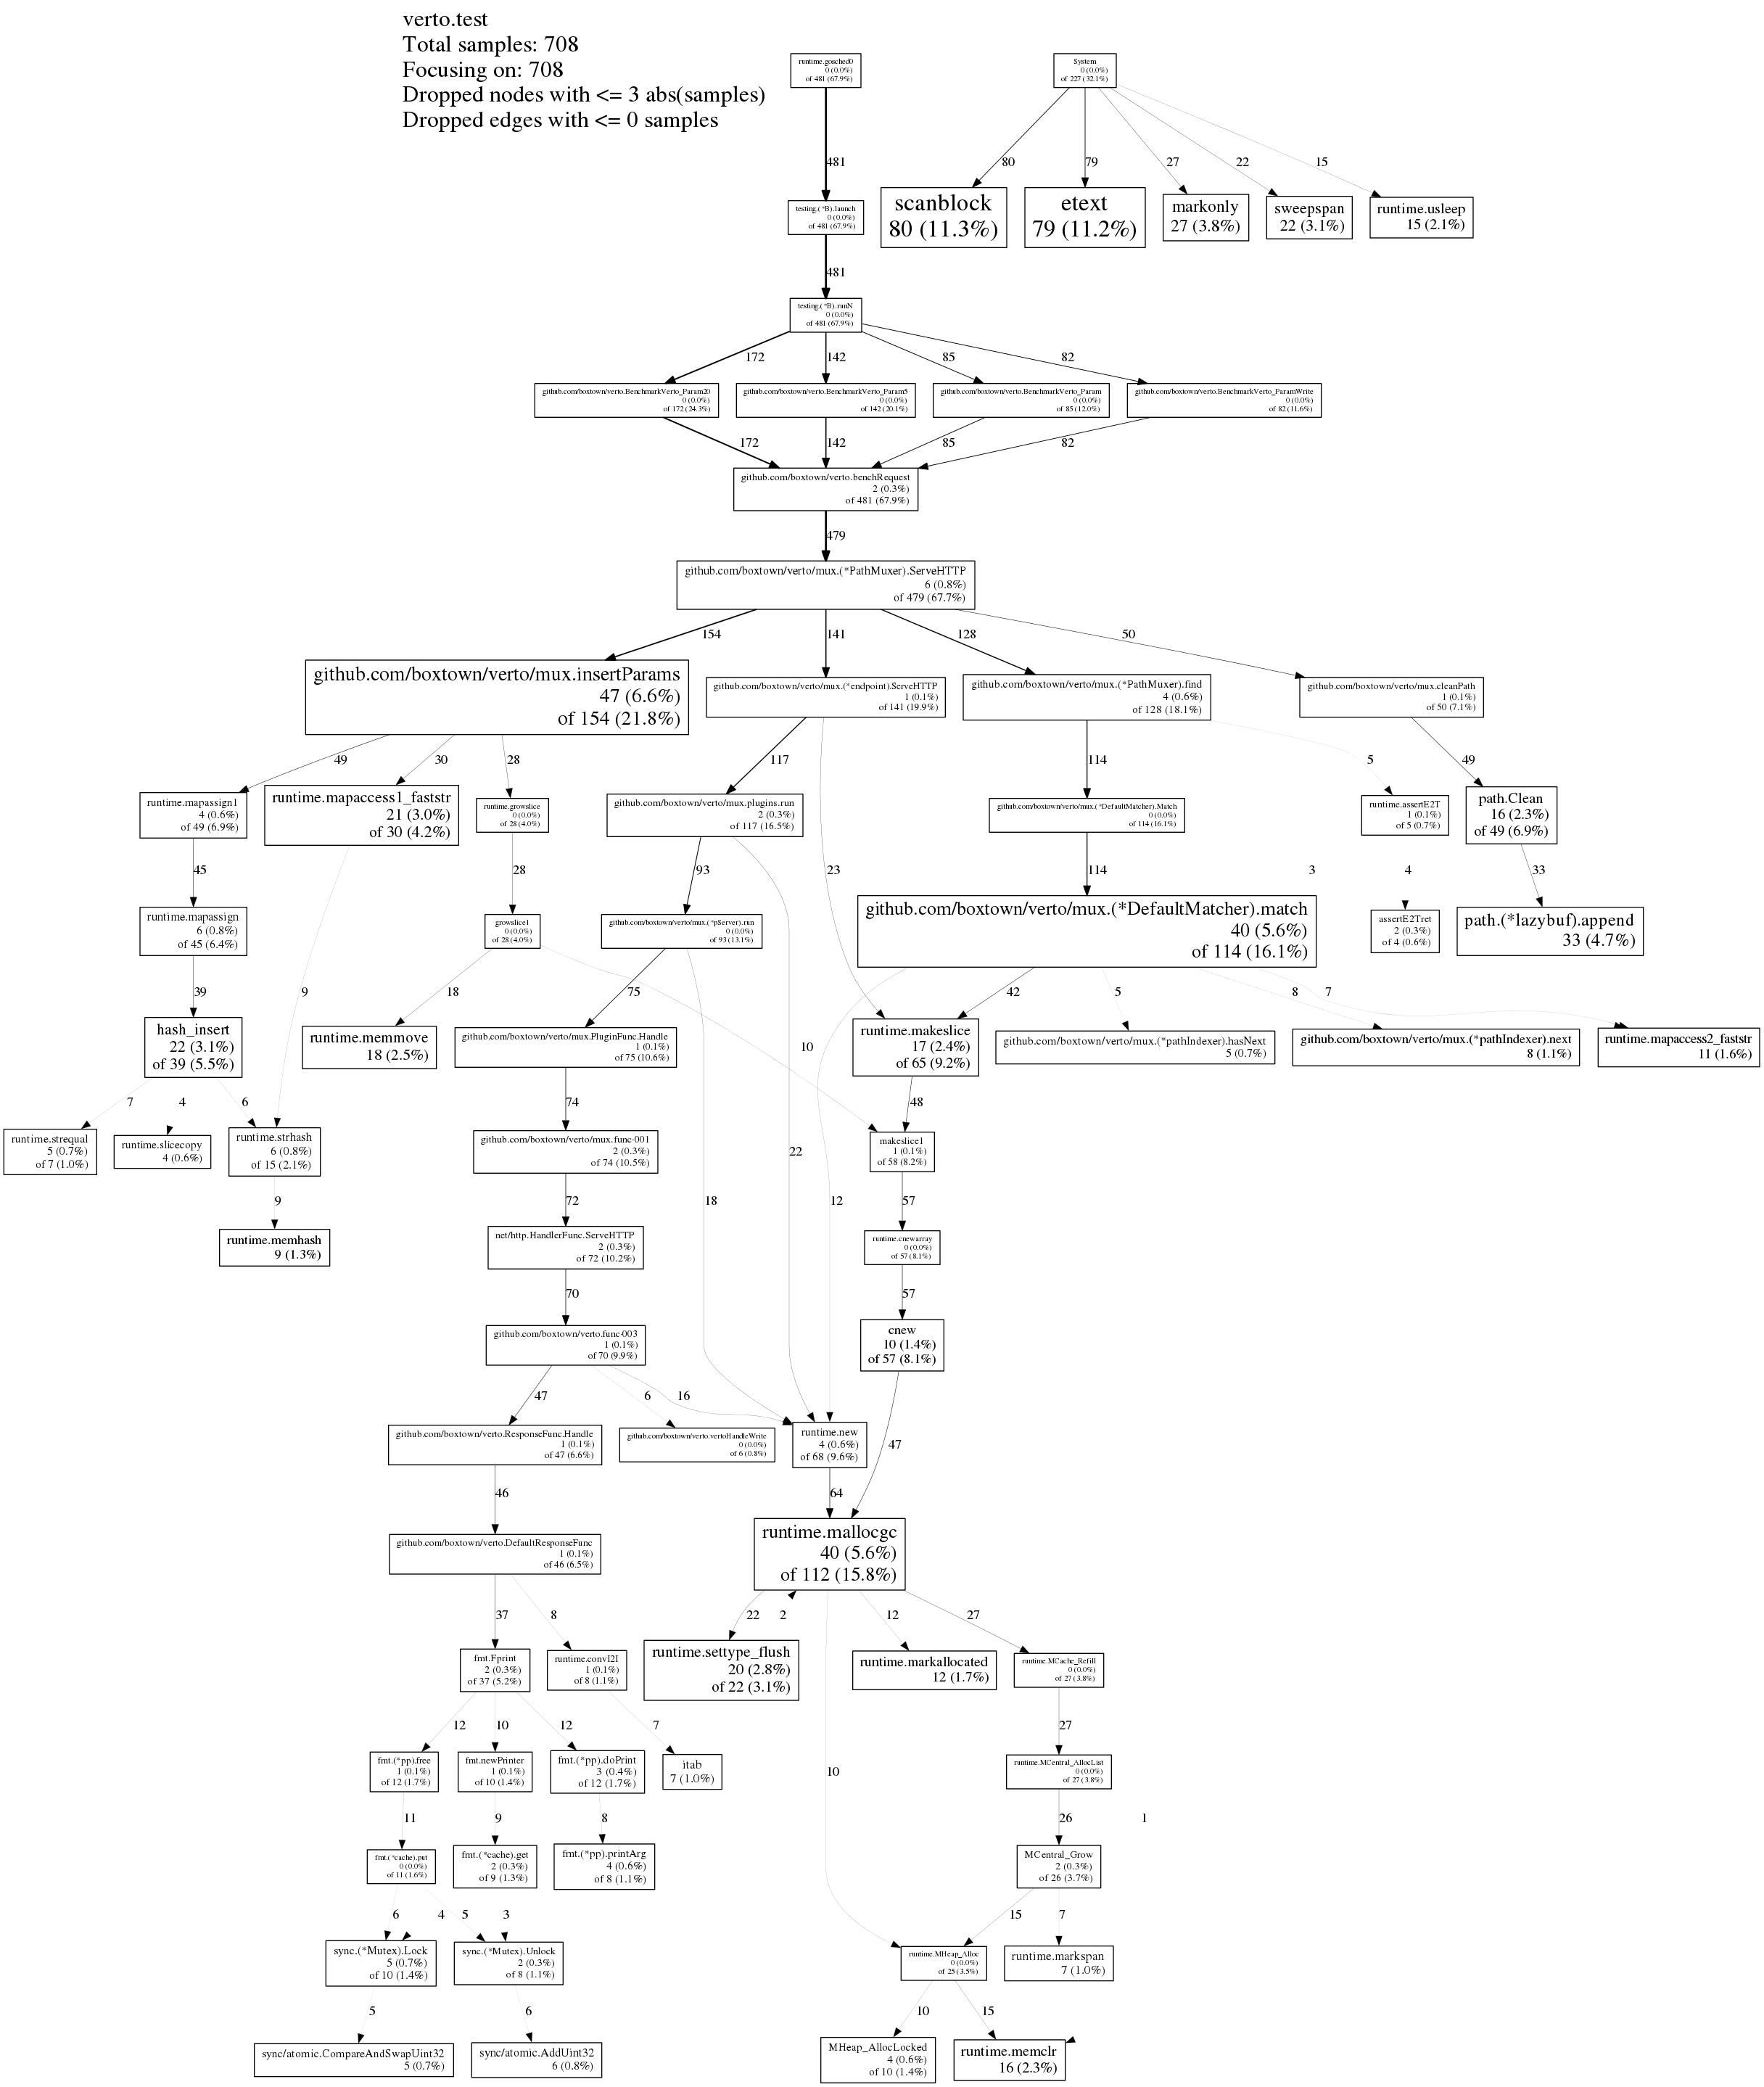 verto.test
Total samples: 708
Focusing on: 708
Dropped nodes with <= 3 abs(samples)
Dropped edges with <= 0 samples
runtime.gosched0
0 (0.0%)
of 481 (67.9%)
System
0 (0.0%)
of 227 (32.1%)
481
80
79
27
22
15
testing.(*B).launch
0 (0.0%)
of 481 (67.9%)
scanblock
80 (11.3%)
etext
79 (11.2%)
markonly
27 (3.8%)
sweepspan
22 (3.1%)
runtime.usleep
15 (2.1%)
481
testing.(*B).runN
0 (0.0%)
of 481 (67.9%)
172
142
85
82
github.com/boxtown/verto.BenchmarkVerto_Param20
0 (0.0%)
of 172 (24.3%)
github.com/boxtown/verto.BenchmarkVerto_Param5
0 (0.0%)
of 142 (20.1%)
github.com/boxtown/verto.BenchmarkVerto_Param
0 (0.0%)
of 85 (12.0%)
github.com/boxtown/verto.BenchmarkVerto_ParamWrite
0 (0.0%)
of 82 (11.6%)
172
142
85
82
github.com/boxtown/verto.benchRequest
2 (0.3%)
of 481 (67.9%)
479
github.com/boxtown/verto/mux.(*PathMuxer).ServeHTTP
6 (0.8%)
of 479 (67.7%)
154
141
128
50
github.com/boxtown/verto/mux.insertParams
47 (6.6%)
of 154 (21.8%)
github.com/boxtown/verto/mux.(*endpoint).ServeHTTP
1 (0.1%)
of 141 (19.9%)
github.com/boxtown/verto/mux.(*PathMuxer).find
4 (0.6%)
of 128 (18.1%)
github.com/boxtown/verto/mux.cleanPath
1 (0.1%)
of 50 (7.1%)
49
30
28
117
114
5
49
runtime.mapassign1
4 (0.6%)
of 49 (6.9%)
runtime.mapaccess1_faststr
21 (3.0%)
of 30 (4.2%)
runtime.growslice
0 (0.0%)
of 28 (4.0%)
github.com/boxtown/verto/mux.plugins.run
2 (0.3%)
of 117 (16.5%)
github.com/boxtown/verto/mux.(*DefaultMatcher).Match
0 (0.0%)
of 114 (16.1%)
runtime.assertE2T
1 (0.1%)
of 5 (0.7%)
path.Clean
16 (2.3%)
of 49 (6.9%)
45
28
93
23
114
3
4
33
runtime.mapassign
6 (0.8%)
of 45 (6.4%)
growslice1
0 (0.0%)
of 28 (4.0%)
github.com/boxtown/verto/mux.(*pServer).run
0 (0.0%)
of 93 (13.1%)
github.com/boxtown/verto/mux.(*DefaultMatcher).match
40 (5.6%)
of 114 (16.1%)
assertE2Tret
2 (0.3%)
of 4 (0.6%)
path.(*lazybuf).append
33 (4.7%)
39
9
18
75
42
5
8
7
hash_insert
22 (3.1%)
of 39 (5.5%)
runtime.memmove
18 (2.5%)
github.com/boxtown/verto/mux.PluginFunc.Handle
1 (0.1%)
of 75 (10.6%)
10
runtime.makeslice
17 (2.4%)
of 65 (9.2%)
github.com/boxtown/verto/mux.(*pathIndexer).hasNext
5 (0.7%)
github.com/boxtown/verto/mux.(*pathIndexer).next
8 (1.1%)
runtime.mapaccess2_faststr
11 (1.6%)
7
4
6
74
48
runtime.strequal
5 (0.7%)
of 7 (1.0%)
runtime.slicecopy
4 (0.6%)
runtime.strhash
6 (0.8%)
of 15 (2.1%)
github.com/boxtown/verto/mux.func·001
2 (0.3%)
of 74 (10.5%)
22
makeslice1
1 (0.1%)
of 58 (8.2%)
9
72
18
12
57
runtime.memhash
9 (1.3%)
net/http.HandlerFunc.ServeHTTP
2 (0.3%)
of 72 (10.2%)
runtime.cnewarray
0 (0.0%)
of 57 (8.1%)
70
57
github.com/boxtown/verto.func·003
1 (0.1%)
of 70 (9.9%)
cnew
10 (1.4%)
of 57 (8.1%)
47
6
16
github.com/boxtown/verto.ResponseFunc.Handle
1 (0.1%)
of 47 (6.6%)
github.com/boxtown/verto.vertoHandleWrite
0 (0.0%)
of 6 (0.8%)
runtime.new
4 (0.6%)
of 68 (9.6%)
47
46
64
github.com/boxtown/verto.DefaultResponseFunc
1 (0.1%)
of 46 (6.5%)
runtime.mallocgc
40 (5.6%)
of 112 (15.8%)
37
8
22
2
12
27
fmt.Fprint
2 (0.3%)
of 37 (5.2%)
runtime.convI2I
1 (0.1%)
of 8 (1.1%)
runtime.settype_flush
20 (2.8%)
of 22 (3.1%)
runtime.markallocated
12 (1.7%)
runtime.MCache_Refill
0 (0.0%)
of 27 (3.8%)
12
10
12
7
27
fmt.(*pp).free
1 (0.1%)
of 12 (1.7%)
fmt.newPrinter
1 (0.1%)
of 10 (1.4%)
fmt.(*pp).doPrint
3 (0.4%)
of 12 (1.7%)
itab
7 (1.0%)
10
runtime.MCentral_AllocList
0 (0.0%)
of 27 (3.8%)
11
9
8
26
1
fmt.(*cache).put
0 (0.0%)
of 11 (1.6%)
fmt.(*cache).get
2 (0.3%)
of 9 (1.3%)
fmt.(*pp).printArg
4 (0.6%)
of 8 (1.1%)
MCentral_Grow
2 (0.3%)
of 26 (3.7%)
6
4
5
3
15
7
sync.(*Mutex).Lock
5 (0.7%)
of 10 (1.4%)
sync.(*Mutex).Unlock
2 (0.3%)
of 8 (1.1%)
runtime.MHeap_Alloc
0 (0.0%)
of 25 (3.5%)
runtime.markspan
7 (1.0%)
5
6
10
15
sync/atomic.CompareAndSwapUint32
5 (0.7%)
sync/atomic.AddUint32
6 (0.8%)
MHeap_AllocLocked
4 (0.6%)
of 10 (1.4%)
runtime.memclr
16 (2.3%)